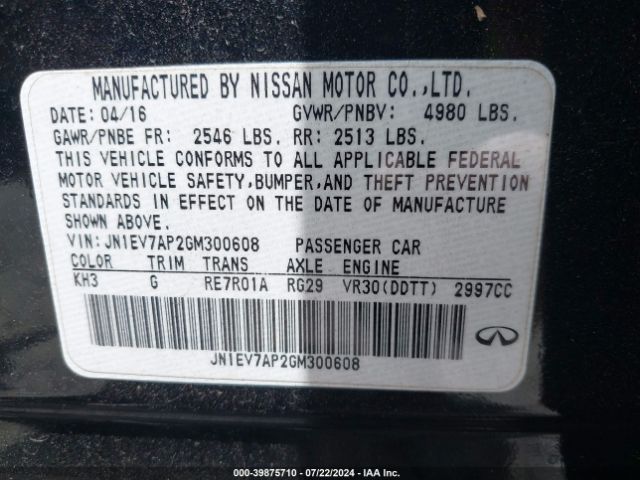 MANUFACTURED BY NISSAN MOTOR CO.,LTD.
DATE: 04/16 GVWR/PNBV: 4980 LBS.
GAWR/PNBE FR: 2546 LBS. RR: 2513 LBS.
THIS VEHICLE CONFORMS TO ALL APPLICABLE FEDERAL
MOTOR VEHICLE SAFETY,BUMPER,AND THEFT PREVENTION
STANDARDS IN EFFECT ON THE DATE OF MANUFACTURE
SHOWN ABOVE.
VIN: JN1EV7AP2GM300608 PASSENGER CAR
COLOR TRIM TRANS AXLE ENGINE
KH3 G RE7R01A RG29 VR30(DDTT) 2997CC
JN1EV7AP2GM300608
INFINITI
000-39875710 - 07/22/2024 - IAA Inc.